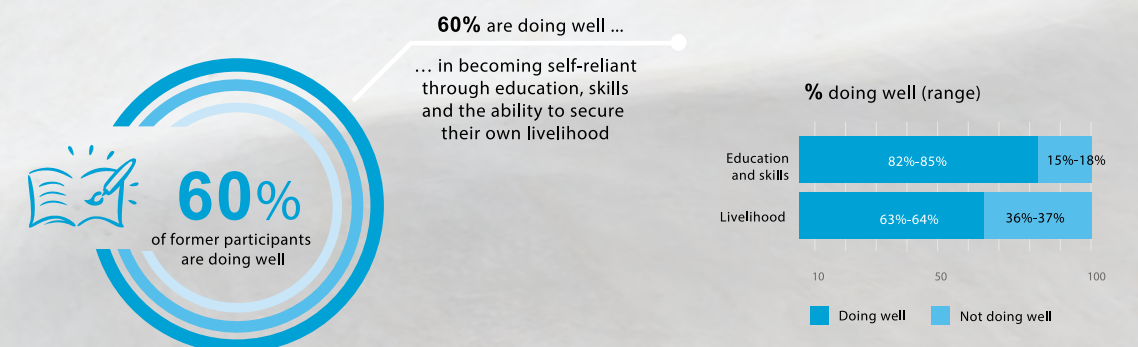 60% are doing well ...
… in becoming self-reliant
through education, skills
and the ability to secure
their own livelihood
60%
of former participants
are doing well
% doing well (range)
Education
and skills
82%-85%
15%-18%
Livelihood
63%-64%
36%-37%
10
50
100
Doing well
Not doing well